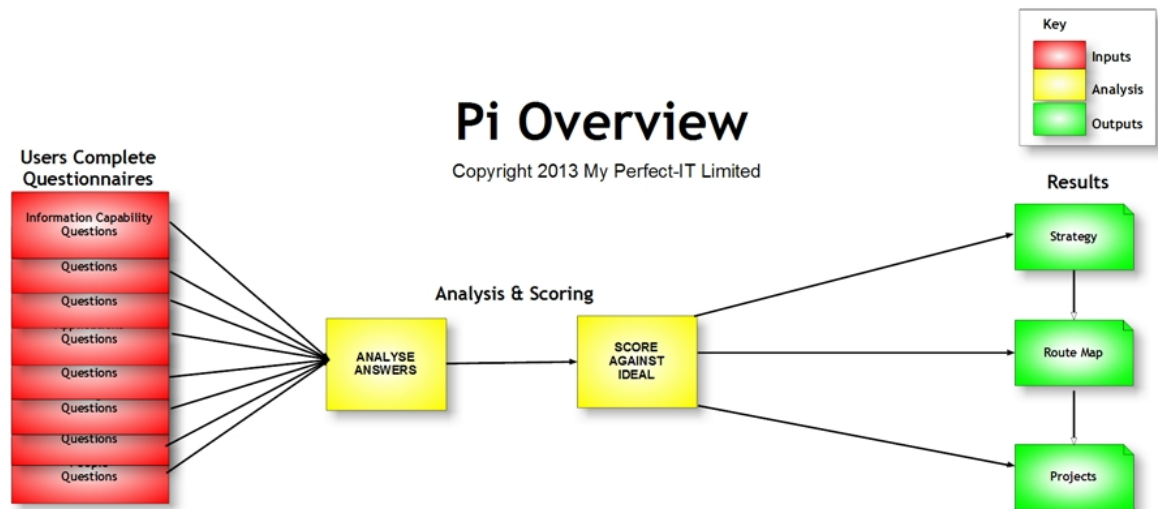 Key
Inputs
Analysis
Outputs
Pi Overview
Copyright 2013 My Perfect-IT Limited
Users Complete
Questionnaires
Information Capability
Questions
Questions
Questions
Questions
Questions
Questions
Questions
Questions
Analysis & Scoring
ANALYSE
ANSWERS
SCORE
AGAINST
IDEAL
Results
Strategy
Route Map
Projects